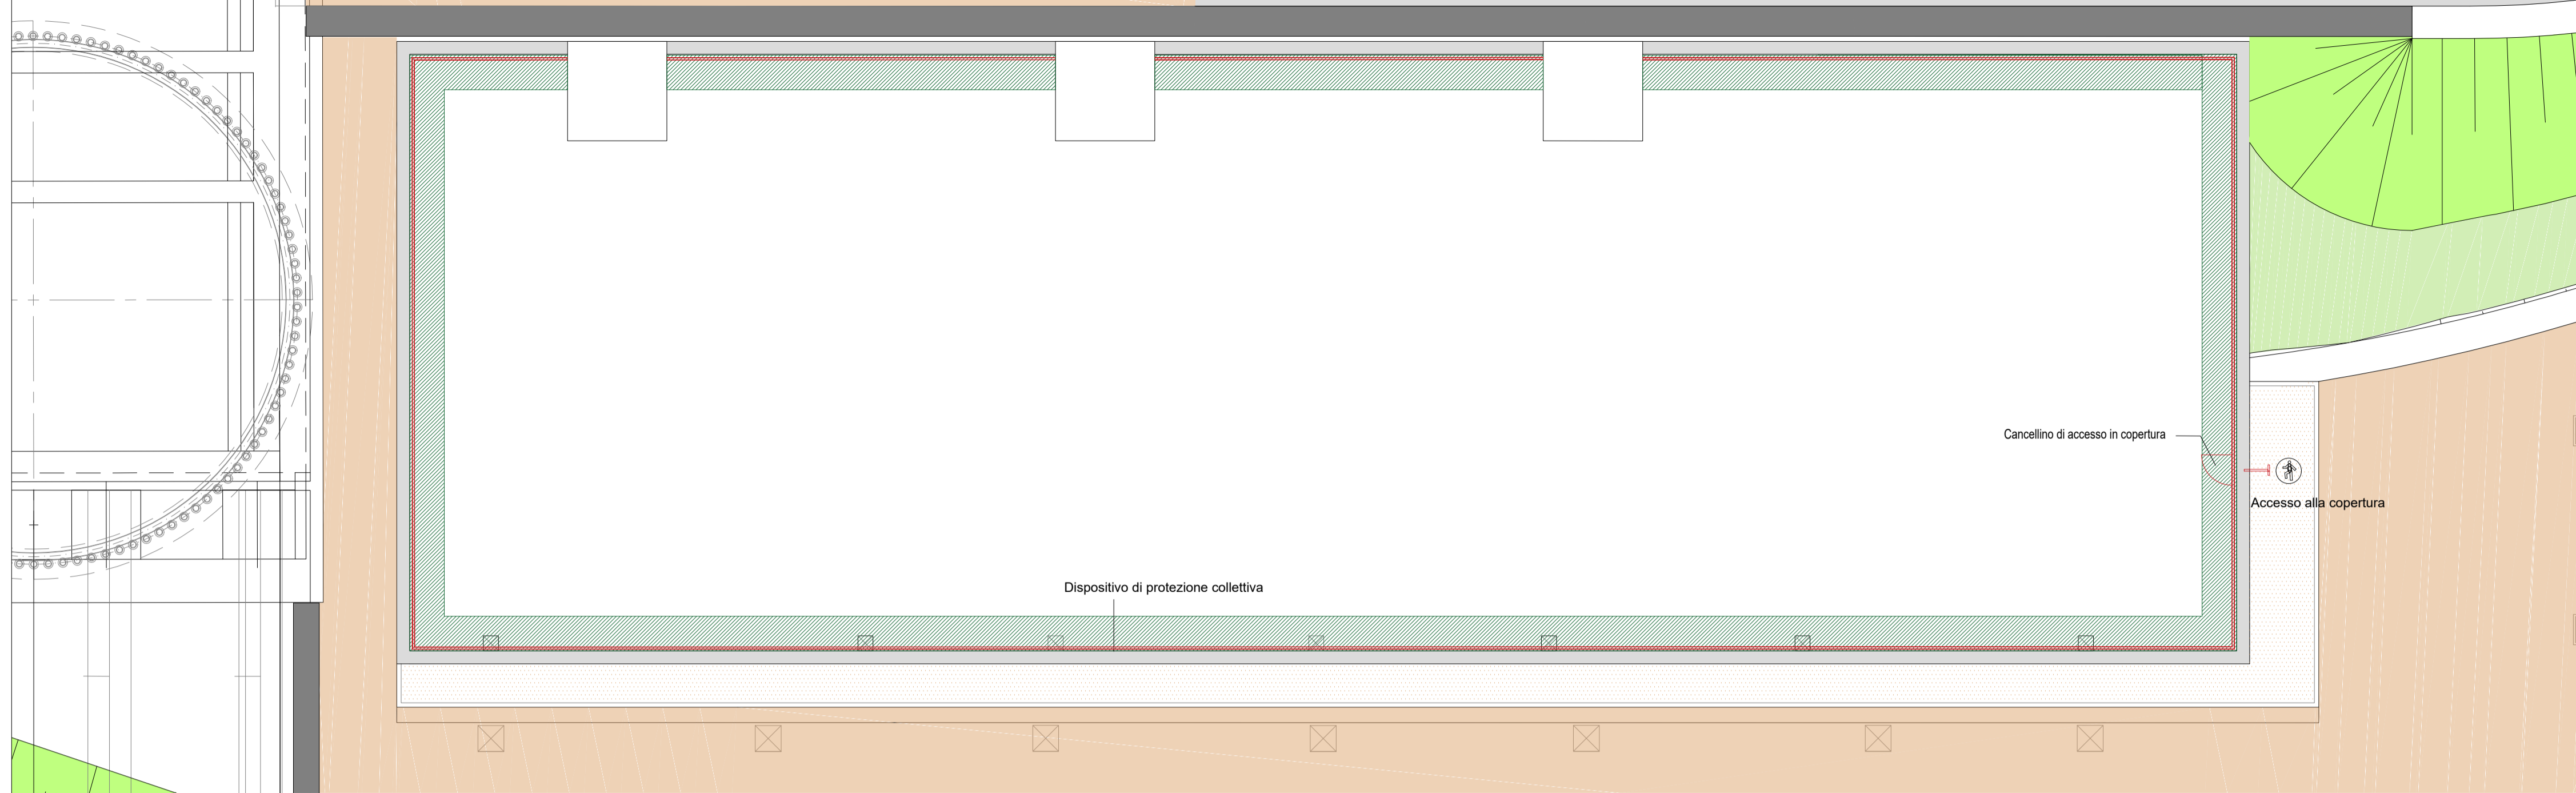 Cancellino di accesso in copertura
Accesso alla copertura
Dispositivo di protezione collettiva